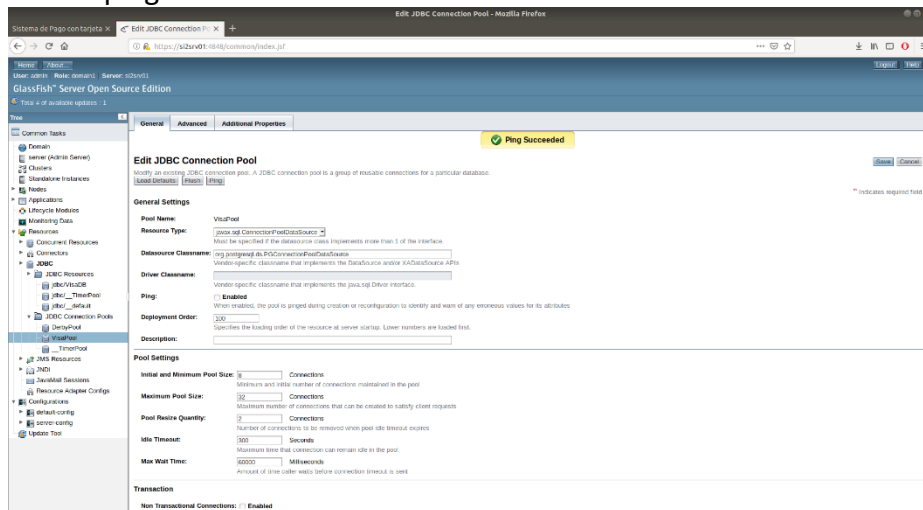 Edit JDBC Connection Pool - Mozilla Firefox
Sistema de Pago con tarjeta × Edit JDBC Connection Po × +
https://si2srv01:4848/common/index.jsf
Home About...
User: admin Role: domain1 Server: si2srv01
GlassFish™ Server Open Source Edition
Total # of available updates : 1
Logout Help
Tree
Common Tasks
Domain
server (Admin Server)
Clusters
Standalone Instances
Nodes
Applications
Lifecycle Modules
Monitoring Data
Resources
Concurrent Resources
Connectors
JDBC
JDBC Resources
jdbc/VisaDB
jdbc/__TimerPool
jdbc/__default
JDBC Connection Pools
DerbyPool
VisaPool
__TimerPool
JMS Resources
JNDI
JavaMail Sessions
Resource Adapter Configs
Configurations
default-config
server-config
Update Tool
General Advanced Additional Properties
Ping Succeeded
Edit JDBC Connection Pool
Save Cancel
Modify an existing JDBC connection pool. A JDBC connection pool is a group of reusable connections for a particular database.
Load Defaults Flush Ping
* Indicates required field
General Settings
Pool Name: VisaPool
Resource Type: javax.sql.ConnectionPoolDataSource
Must be specified if the datasource class implements more than 1 of the interface.
Datasource Classname: org.postgresql.ds.PGConnectionPoolDataSource
Vendor-specific classname that implements the DataSource and/or XADataSource APIs
Driver Classname:
Vendor-specific classname that implements the java.sql.Driver interface.
Ping: Enabled
When enabled, the pool is pinged during creation or reconfiguration to identify and warn of any erroneous values for its attributes
Deployment Order: 100
Specifies the loading order of the resource at server startup. Lower numbers are loaded first.
Description:
Pool Settings
Initial and Minimum Pool Size: 8 Connections
Minimum and initial number of connections maintained in the pool
Maximum Pool Size: 32 Connections
Maximum number of connections that can be created to satisfy client requests
Pool Resize Quantity: 2 Connections
Number of connections to be removed when pool idle timeout expires
Idle Timeout: 300 Seconds
Maximum time that connection can remain idle in the pool
Max Wait Time: 60000 Milliseconds
Amount of time caller waits before connection timeout is sent
Transaction
Non Transactional Connections: Enabled